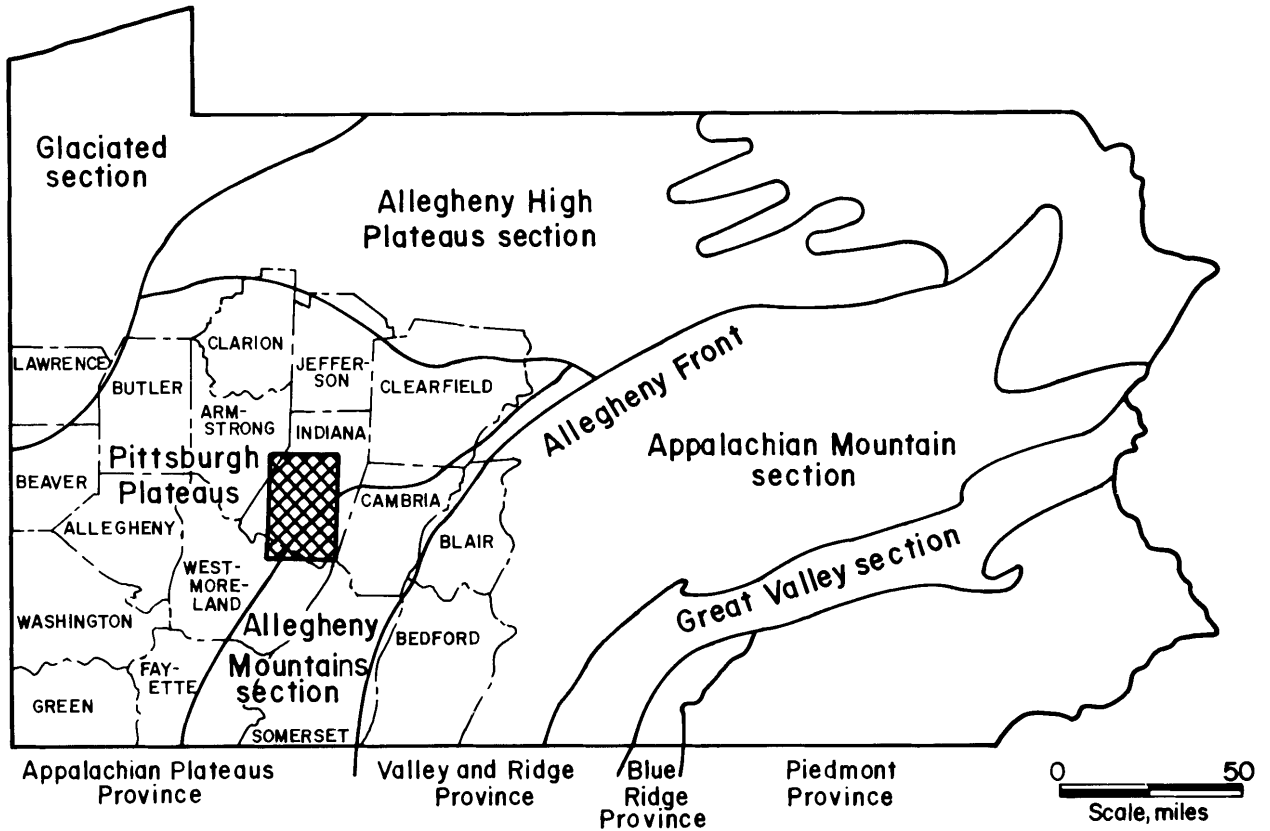 Glaciated
section
Allegheny High
Plateaus section
CLARION
LAWRENCE
JEFFER-
SON
BUTLER
CLEARFIELD
Allegheny Front
ARM-
STRONG
INDIANA
Appalachian Mountain
section
Pittsburgh
Plateaus
BEAVER
CAMBRIA
ALLEGHENY
BLAIR
WEST-
MORE-
LAND
Great Valley section
WASHINGTON
Allegheny
Mountains
section
BEDFORD
FAY-
ETTE
GREEN
SOMERSET
Appalachian Plateaus
Province
Valley and Ridge
Province
Blue
Ridge
Province
Piedmont
Province
0 50
Scale, miles